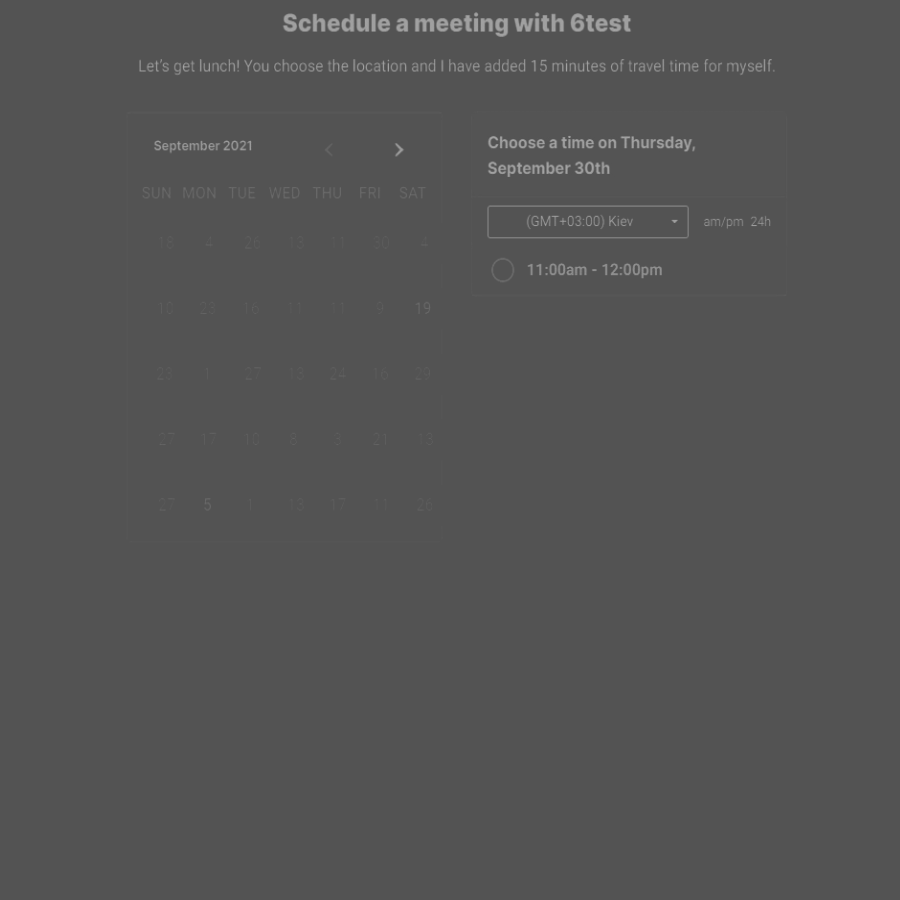 Schedule a meeting with 6test
Let's get lunch! You choose the location and I have added 15 minutes of travel time for myself.
September 2021
SUN MON TUE WED THU FRI SAT
18 4 26 13 11 30 4
10 23 16 11 11 9 19
23 1 27 13 24 16 29
27 17 10 8 21
27 5 1 13 17 11 26
Choose a time on Thursday,
September 30th
(GMT+03:00) Kiev am/pm 24h
11:00am - 12:00pm